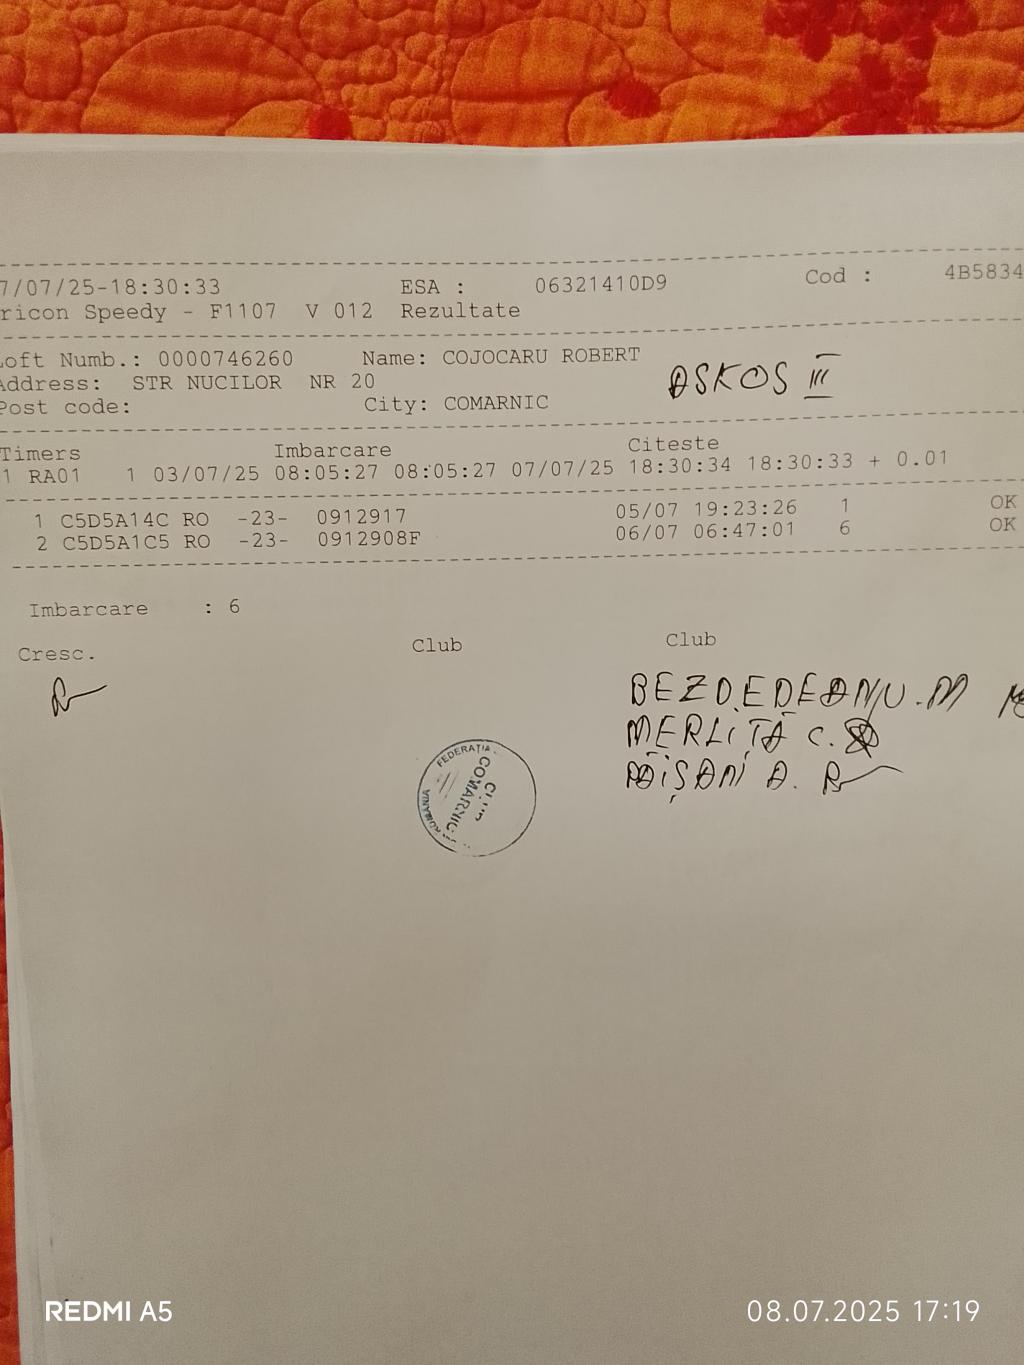 7/07/25-18:30:33 ESA : 06321410D9 Cod : 4B5834
ricon Speedy - F1107 V 012 Rezultate
Loft Numb.: 0000746260 Name: COJOCARU ROBERT
Address: STR NUCILOR NR 20
ASKOS III
Post code: City: COMARNIC
Timers Imbarcare Citeste
1 RA01 1 03/07/25 08:05:27 08:05:27 07/07/25 18:30:34 18:30:33 + 0.01
1 C5D5A14C RO -23- 0912917 05/07 19:23:26 1 OK
2 C5D5A1C5 RO -23- 0912908F 06/07 06:47:01 6 OK
Imbarcare : 6
Cresc. Club Club
BEZDEDEANU. M
MERLIȚĂ C.
PĂIȘANI A.
FEDERAȚIA
COMARNIC
ROMÂNIA
REDMI A5
08.07.2025 17:19